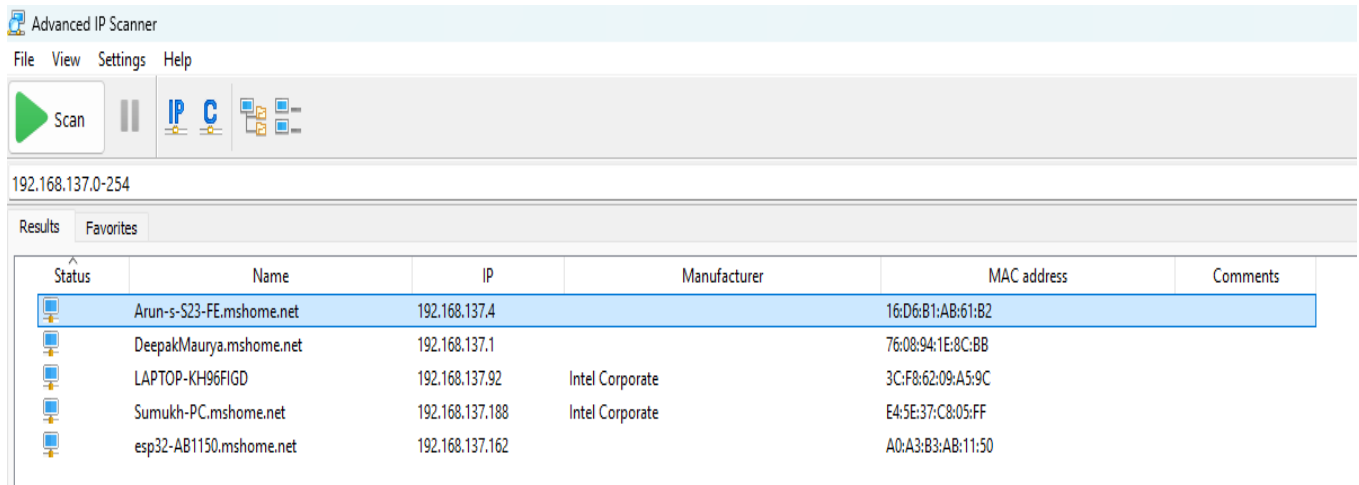 Advanced IP Scanner
File View Settings Help
Scan IP C
192.168.137.0-254
Results Favorites
Status Name IP Manufacturer MAC address Comments
Arun-s-S23-FE.mshome.net 192.168.137.4 16:D6:B1:AB:61:B2
DeepakMaurya.mshome.net 192.168.137.1 76:08:94:1E:8C:BB
LAPTOP-KH96FIGD 192.168.137.92 Intel Corporate 3C:F8:62:09:A5:9C
Sumukh-PC.mshome.net 192.168.137.188 Intel Corporate E4:5E:37:C8:05:FF
esp32-AB1150.mshome.net 192.168.137.162 A0:A3:B3:AB:11:50